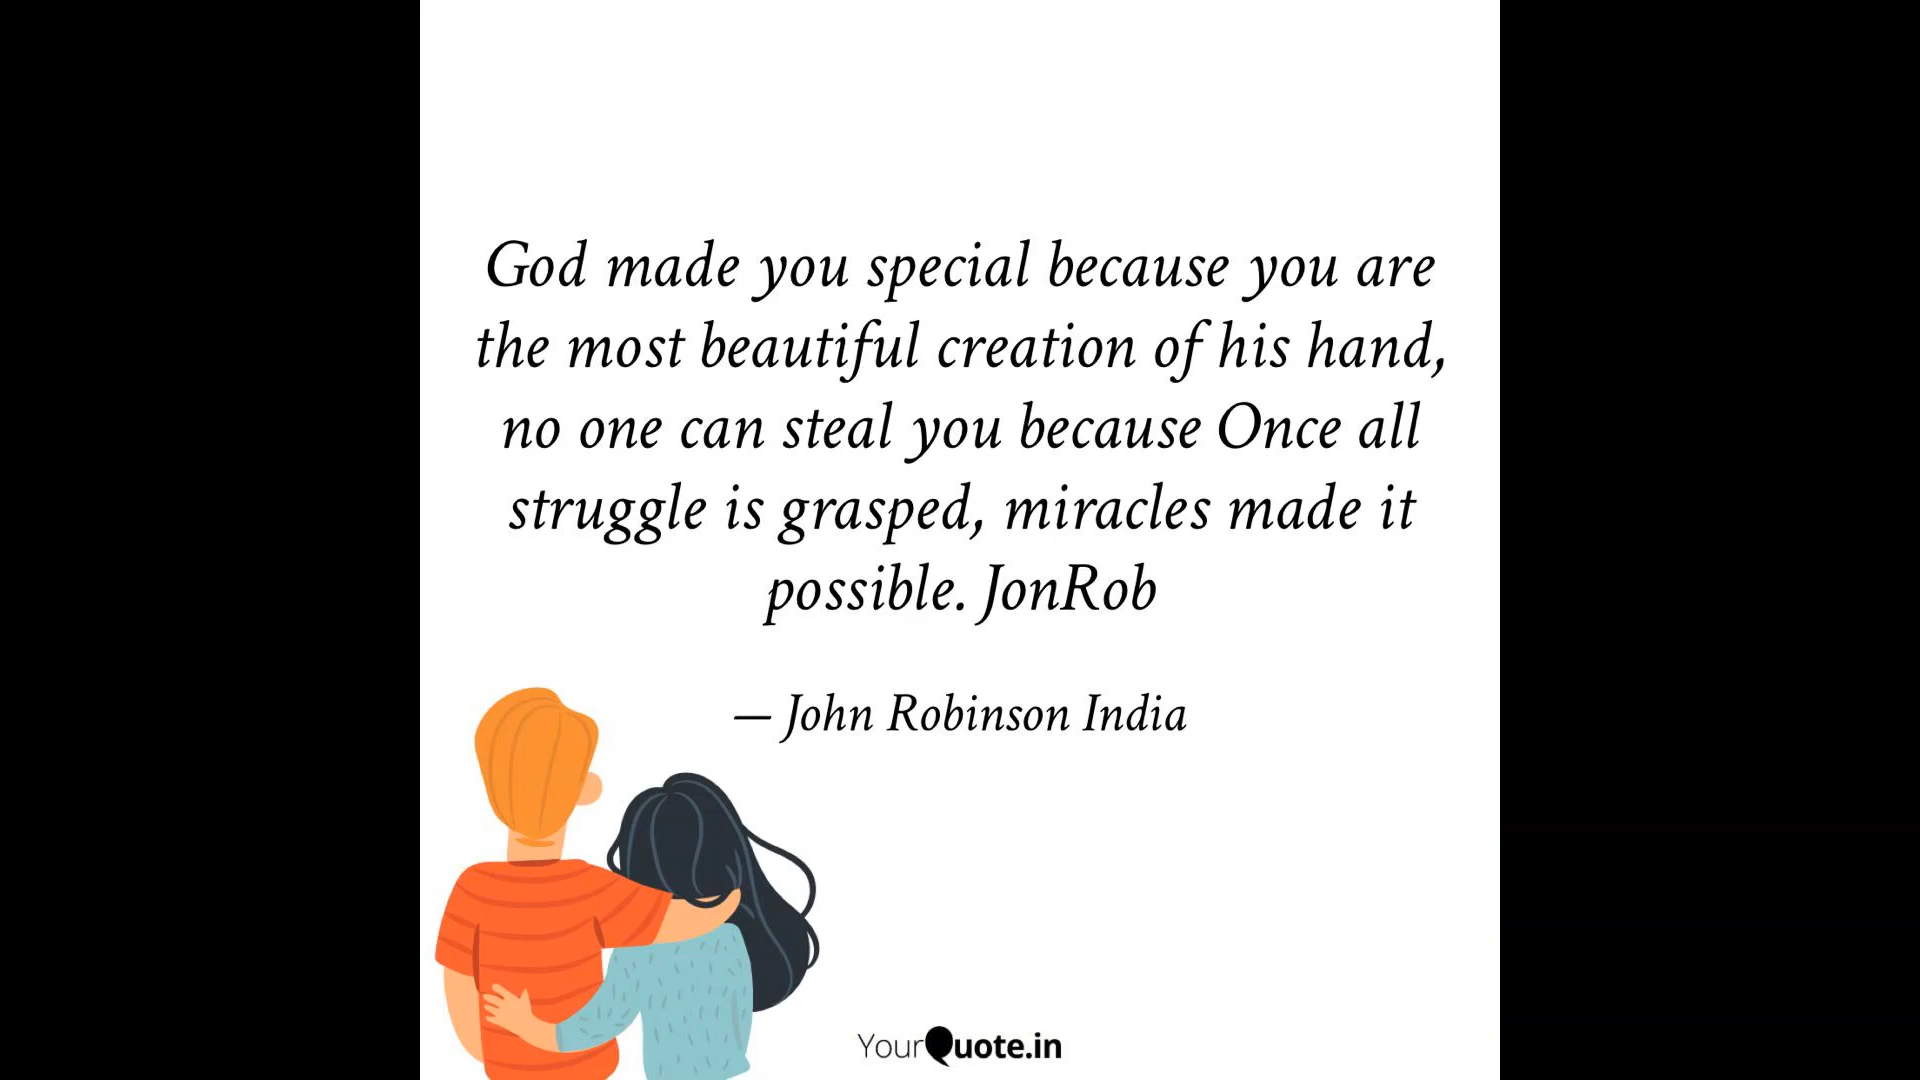 God made you special because you are
the most beautiful creation of his hand,
no one can steal you because Once all
struggle is grasped, miracles made it
possible. JonRob
— John Robinson India
YourQuote.in